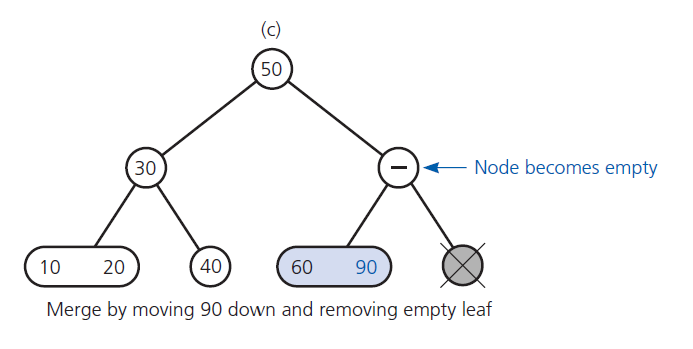 (c)
50
30
– Node becomes empty
10 20
40
60 90
Merge by moving 90 down and removing empty leaf